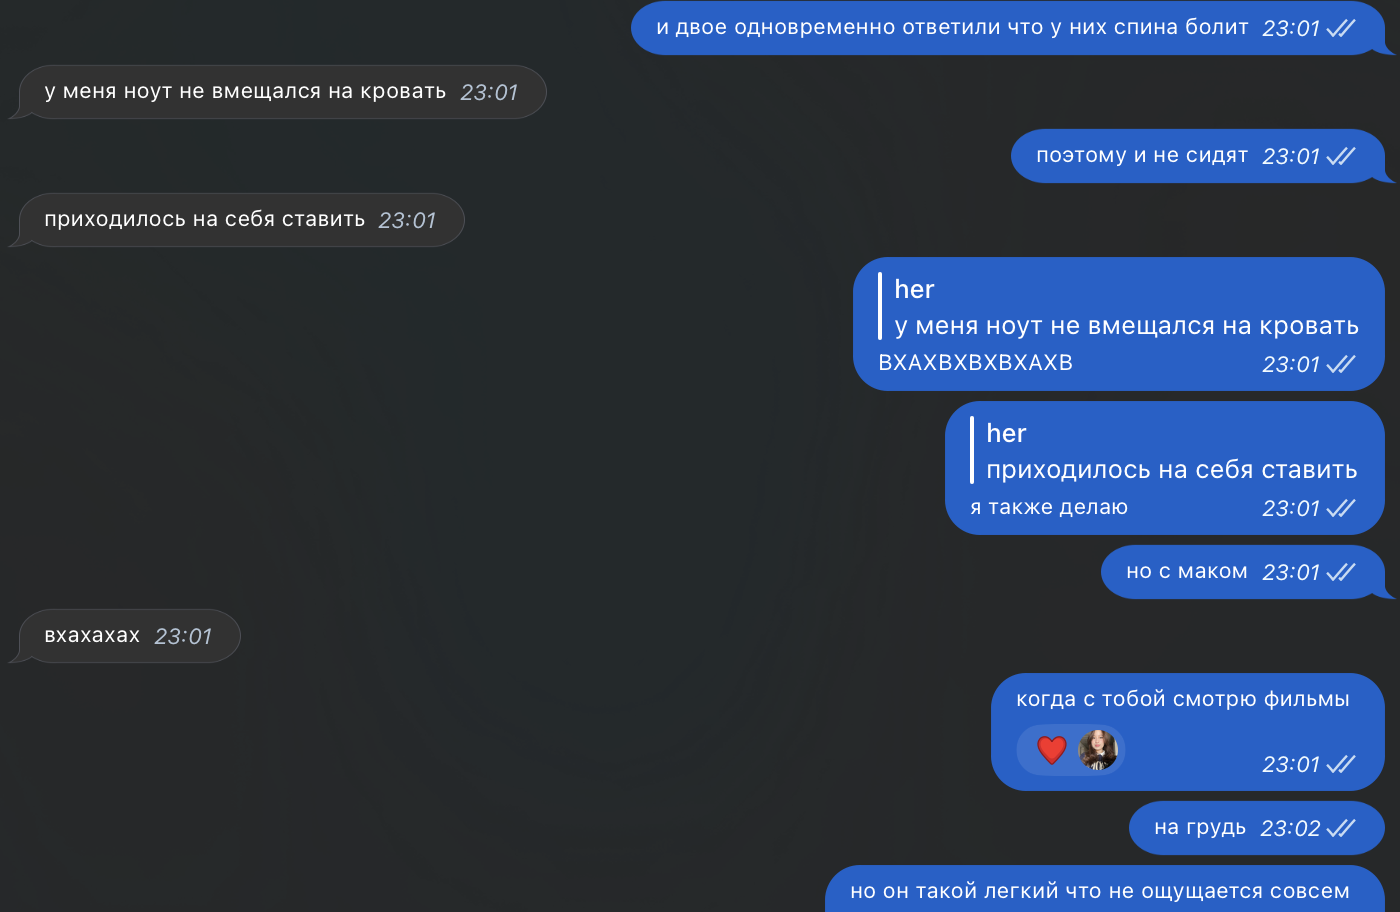 и двое одновременно ответили что у них спина болит 23:01
у меня ноут не вмещался на кровать 23:01
поэтому и не сидят 23:01
приходилось на себя ставить 23:01
her
у меня ноут не вмещался на кровать
ВХАХВХВХВХАХВ 23:01
her
приходилось на себя ставить
я также делаю 23:01
но с маком 23:01
вхахахах 23:01
когда с тобой смотрю фильмы
23:01
на грудь 23:02
но он такой легкий что не ощущается совсем